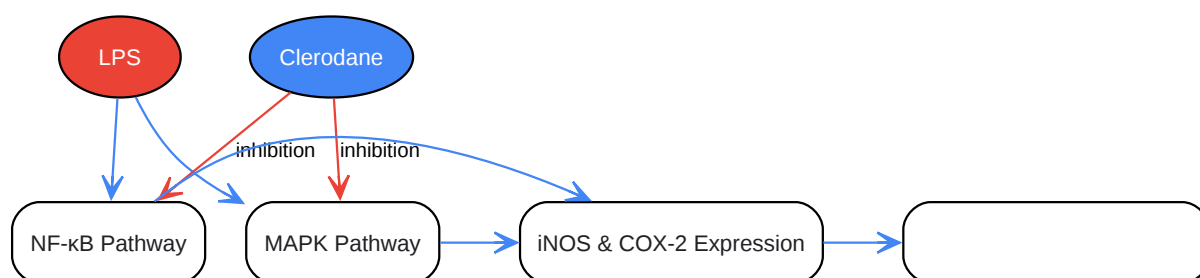 LPS
Clerodane
inhibition
inhibition
NF-κB Pathway
MAPK Pathway
iNOS & COX-2 Expression